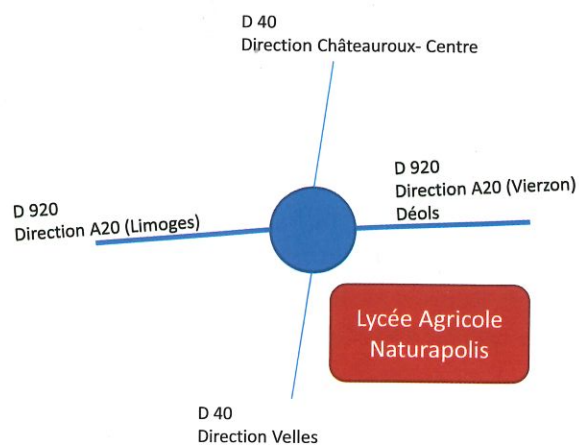 D 40
Direction Châteauroux- Centre
D 920
Direction A20 (Vierzon)
Déols
D 920
Direction A20 (Limoges)
Lycée Agricole
Naturapolis
D 40
Direction Velles